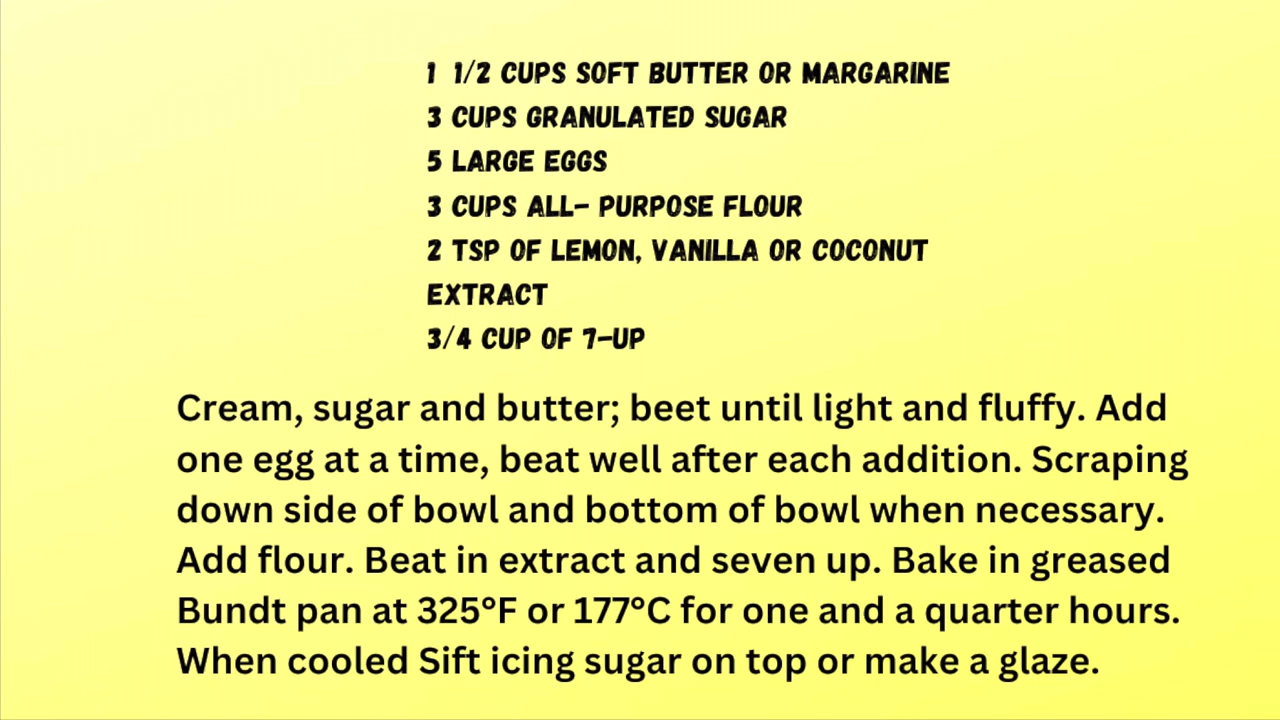 1 1/2 CUPS SOFT BUTTER OR MARGARINE
3 CUPS GRANULATED SUGAR
5 LARGE EGGS
3 CUPS ALL- PURPOSE FLOUR
2 TSP OF LEMON, VANILLA OR COCONUT
EXTRACT
3/4 CUP OF 7-UP
Cream, sugar and butter; beet until light and fluffy. Add
one egg at a time, beat well after each addition. Scraping
down side of bowl and bottom of bowl when necessary.
Add flour. Beat in extract and seven up. Bake in greased
Bundt pan at 325°F or 177°C for one and a quarter hours.
When cooled Sift icing sugar on top or make a glaze.